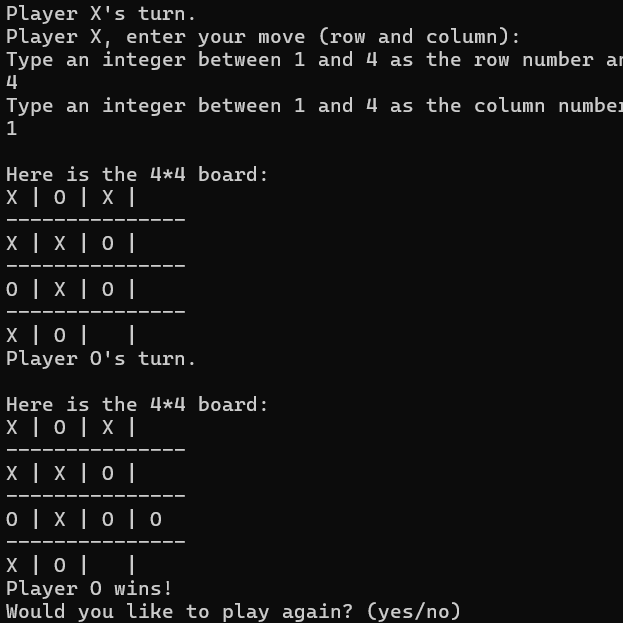 Player X's turn.
Player X, enter your move (row and column):
Type an integer between 1 and 4 as the row number
4
Type an integer between 1 and 4 as the column number
1
Here is the 4*4 board:
X | O | X |
---------------
X | X | O |
---------------
O | X | O |
---------------
X | O |   |
Player O's turn.
Here is the 4*4 board:
X | O | X |
---------------
X | X | O |
---------------
O | X | O | O
---------------
X | O |   |
Player O wins!
Would you like to play again? (yes/no)